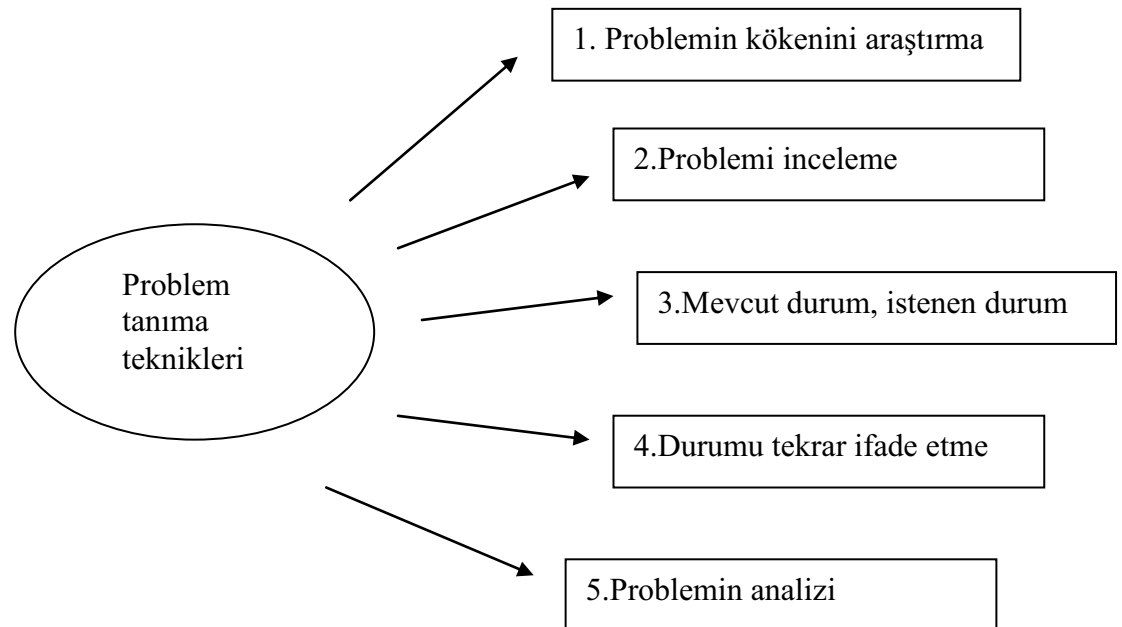 1. Problemin kökenini araştırma
2.Problemi inceleme
Problem
tanıma
teknikleri
3.Mevcut durum, istenen durum
4.Durumu tekrar ifade etme
5.Problemin analizi